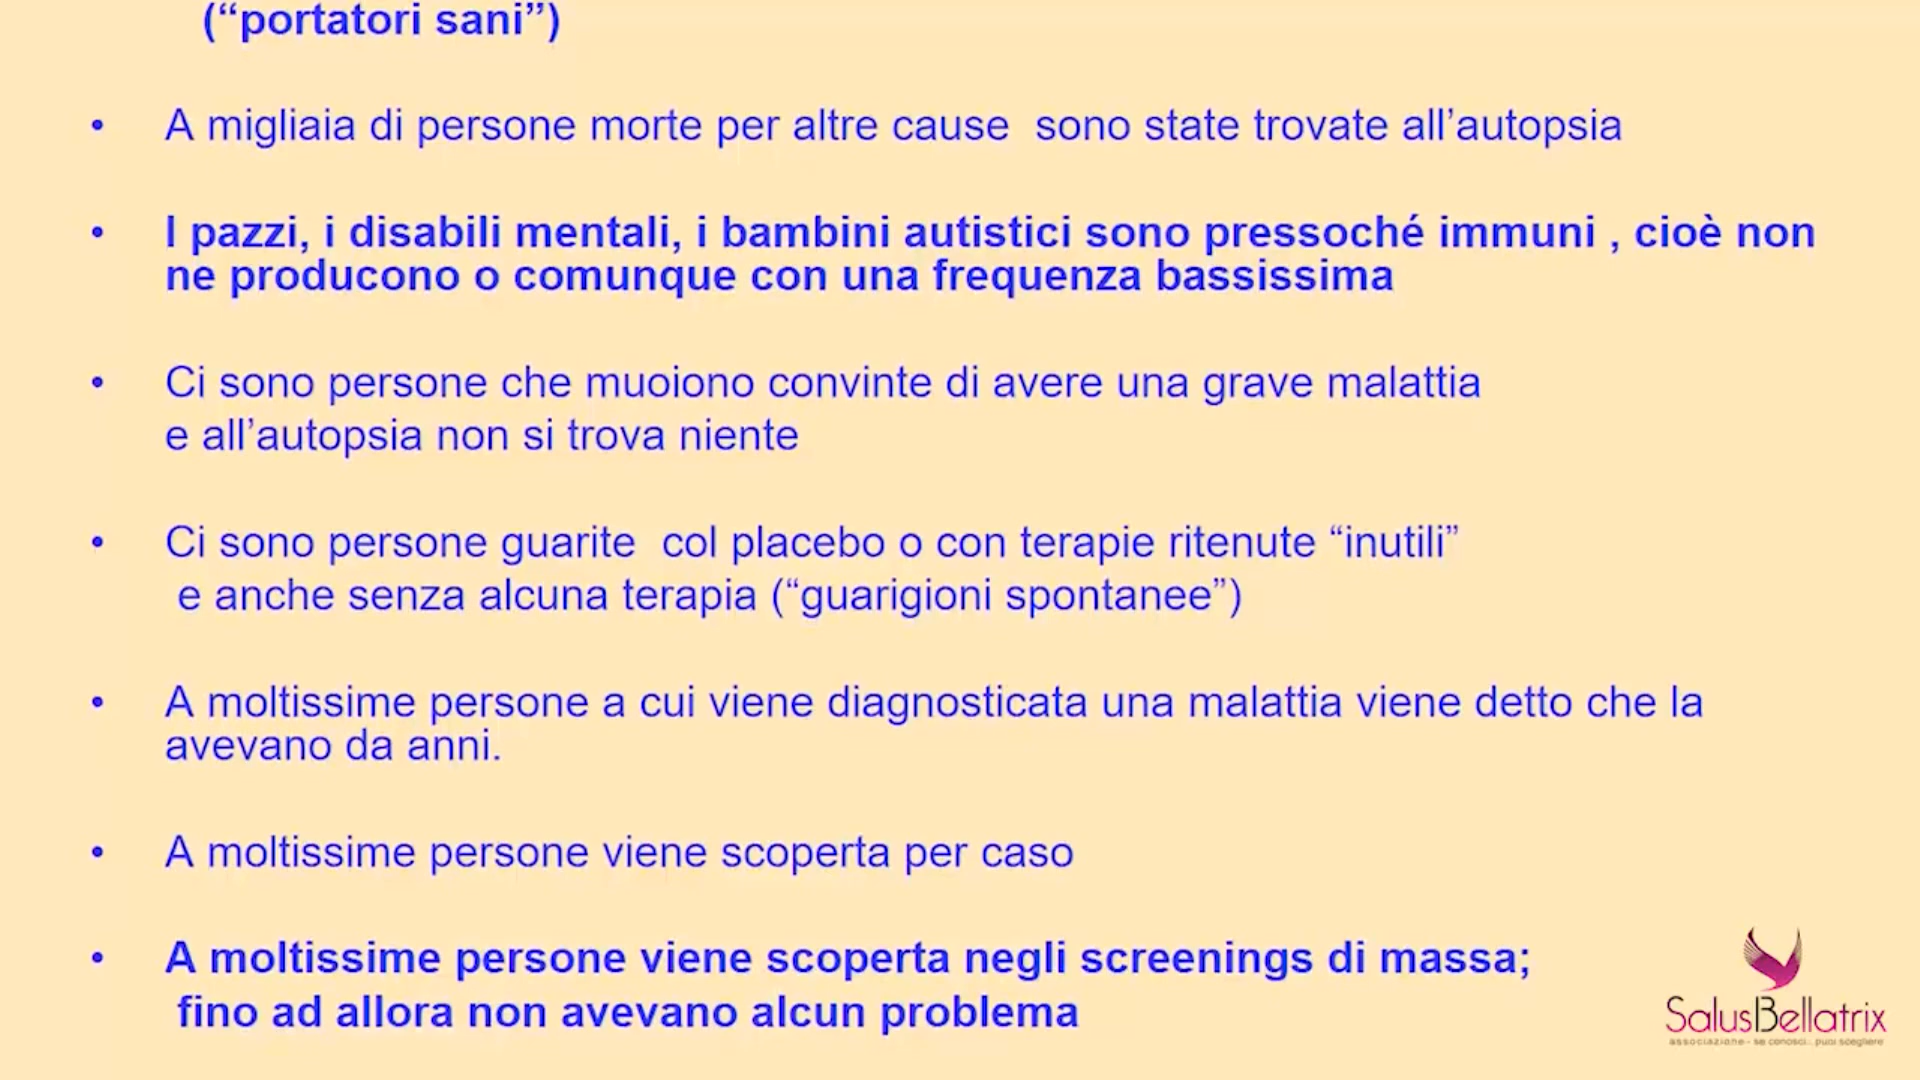 (“portatori sani”)
• A migliaia di persone morte per altre cause  sono state trovate all’autopsia
• I pazzi, i disabili mentali, i bambini autistici sono pressoché immuni , cioè non
ne producono o comunque con una frequenza bassissima
• Ci sono persone che muoiono convinte di avere una grave malattia
e all’autopsia non si trova niente
• Ci sono persone guarite  col placebo o con terapie ritenute “inutili”
e anche senza alcuna terapia (“guarigioni spontanee”)
• A moltissime persone a cui viene diagnosticata una malattia viene detto che la
avevano da anni.
• A moltissime persone viene scoperta per caso
• A moltissime persone viene scoperta negli screenings di massa;
fino ad allora non avevano alcun problema
SalusBellatrix
associazione - se conosci... puoi scegliere